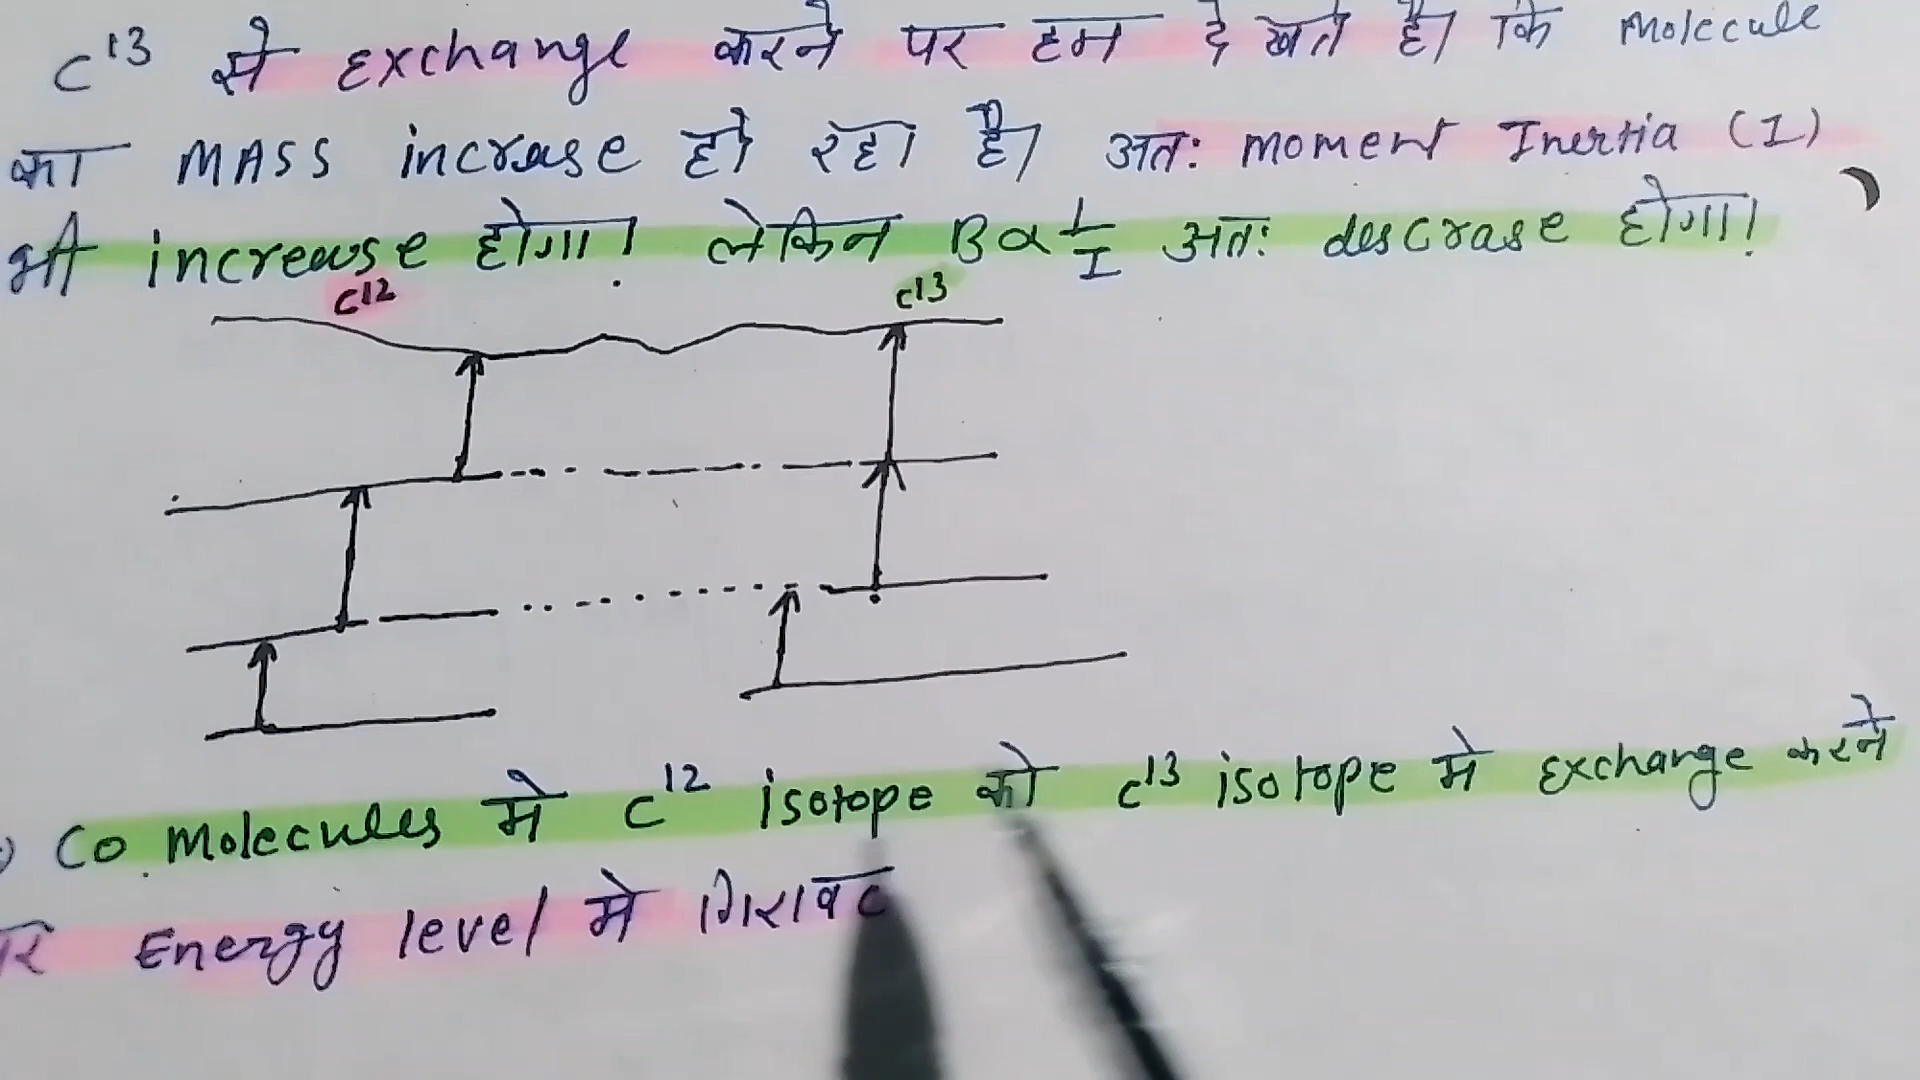 C¹³ से exchange करने पर हम देखते है। कि Molecule
का MASS increase हो रहा है। अतः moment Inertia (I)
भी increase होगा। लेकिन B α 1/I अतः descrase होगा।
C¹² C¹³
CO Molecules मे C¹² isotope को C¹³ isotope मे Exchange करने
Energy level मे गिरावट